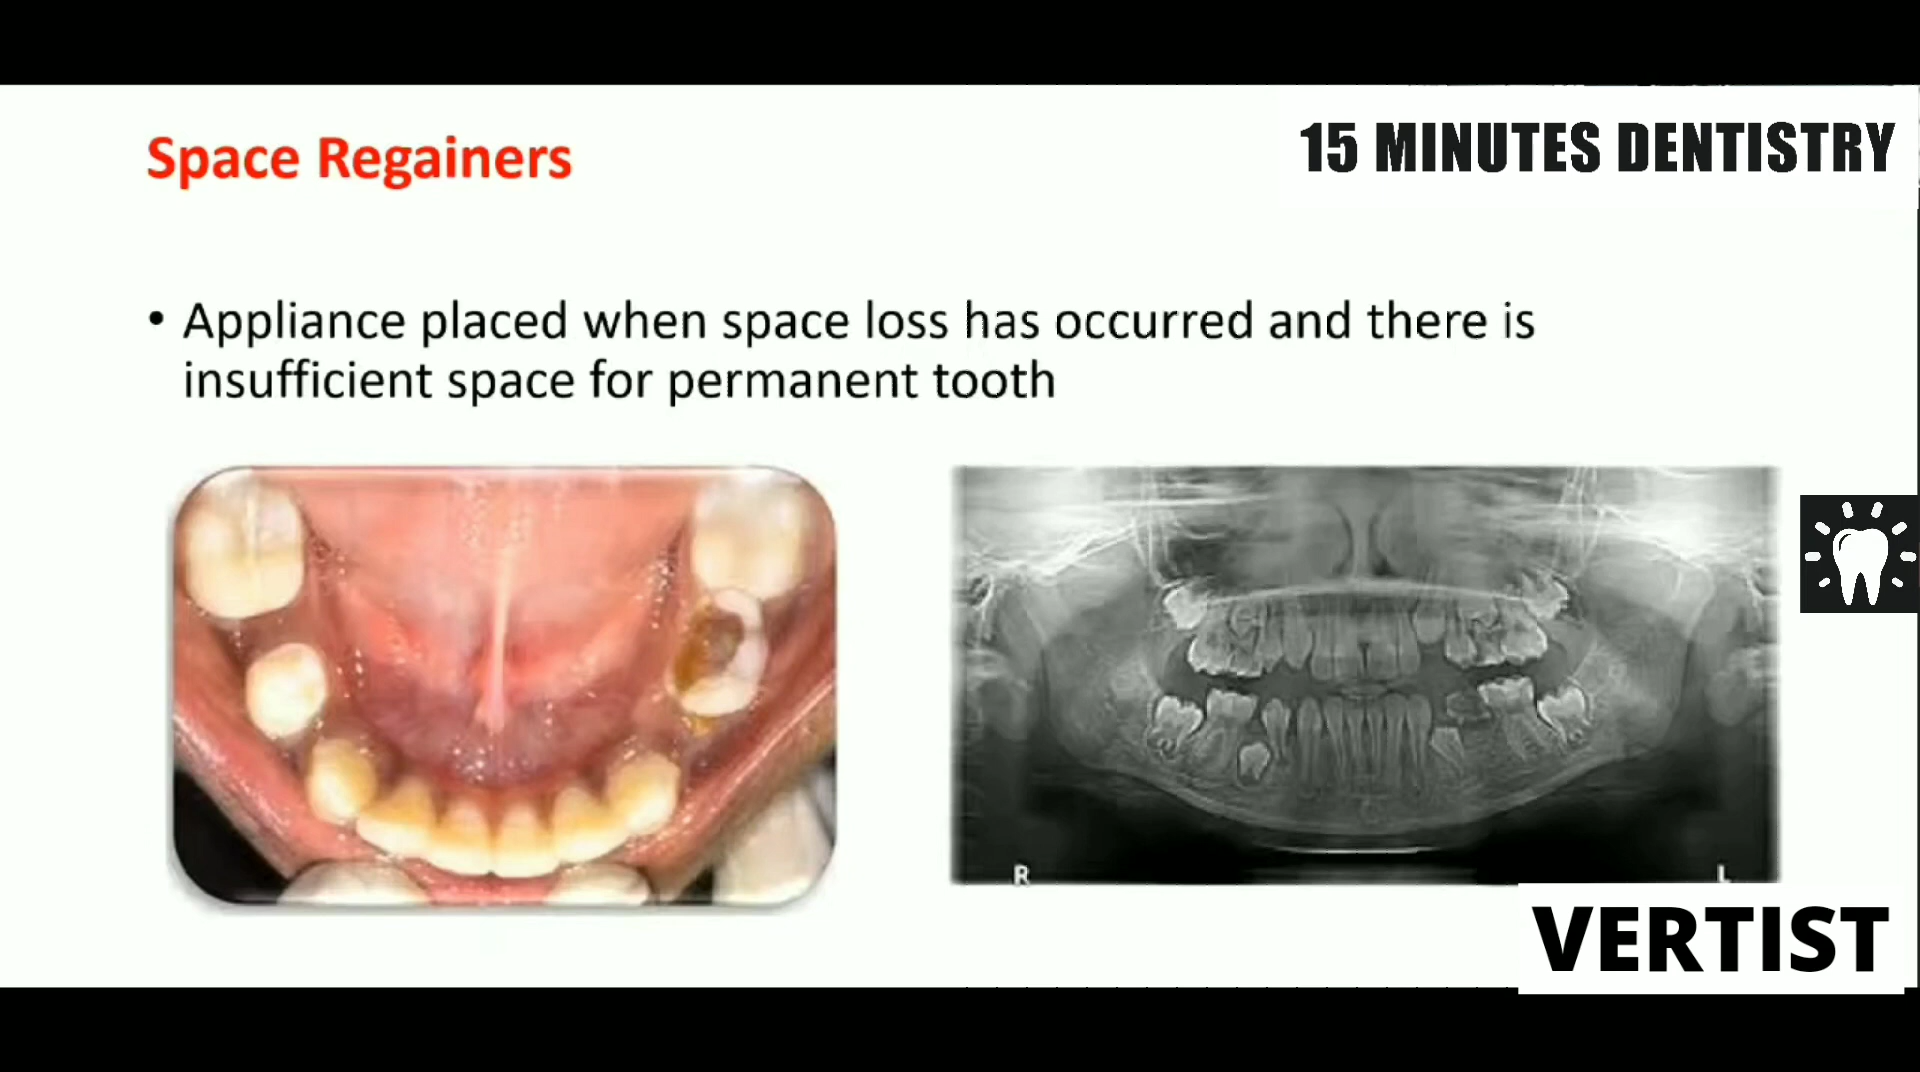 Space Regainers
15 MINUTES DENTISTRY
• Appliance placed when space loss has occurred and there is
insufficient space for permanent tooth
R
L
VERTIST